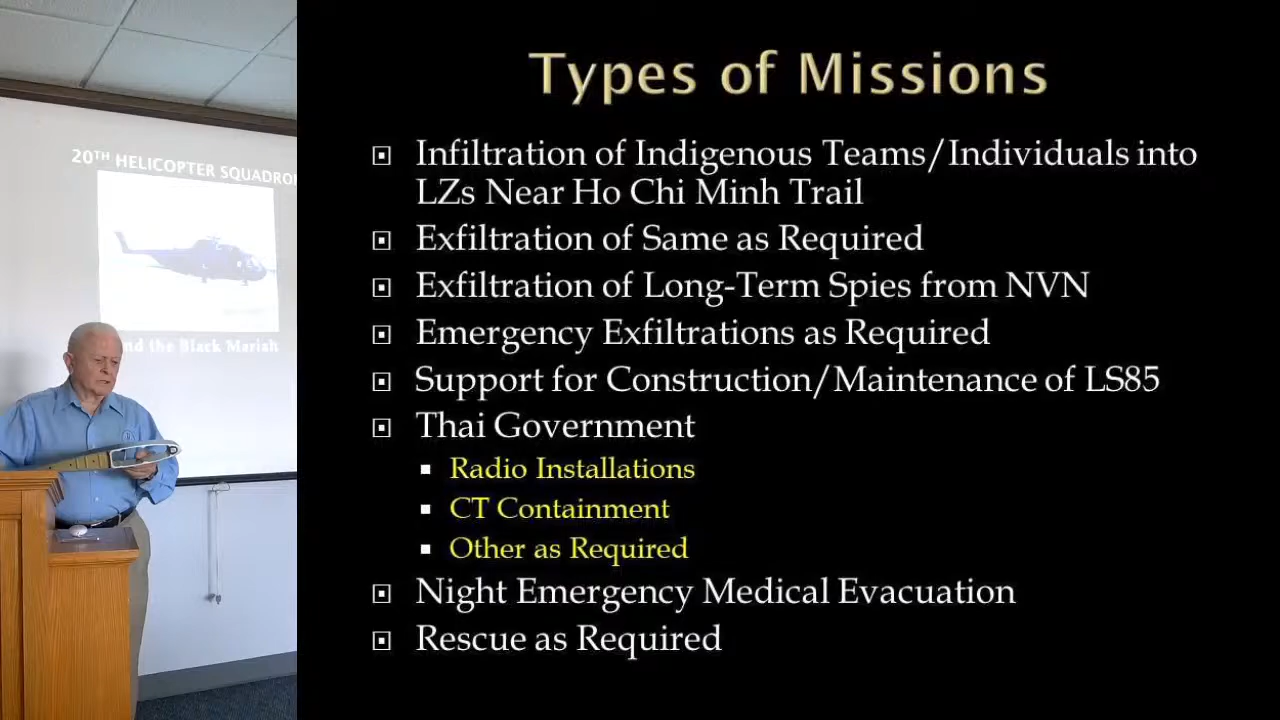 20TH HELICOPTER SQUADRON
nd the Black Mariah
Types of Missions
Infiltration of Indigenous Teams/Individuals into
LZs Near Ho Chi Minh Trail
Exfiltration of Same as Required
Exfiltration of Long-Term Spies from NVN
Emergency Exfiltrations as Required
Support for Construction/Maintenance of LS85
Thai Government
Radio Installations
CT Containment
Other as Required
Night Emergency Medical Evacuation
Rescue as Required